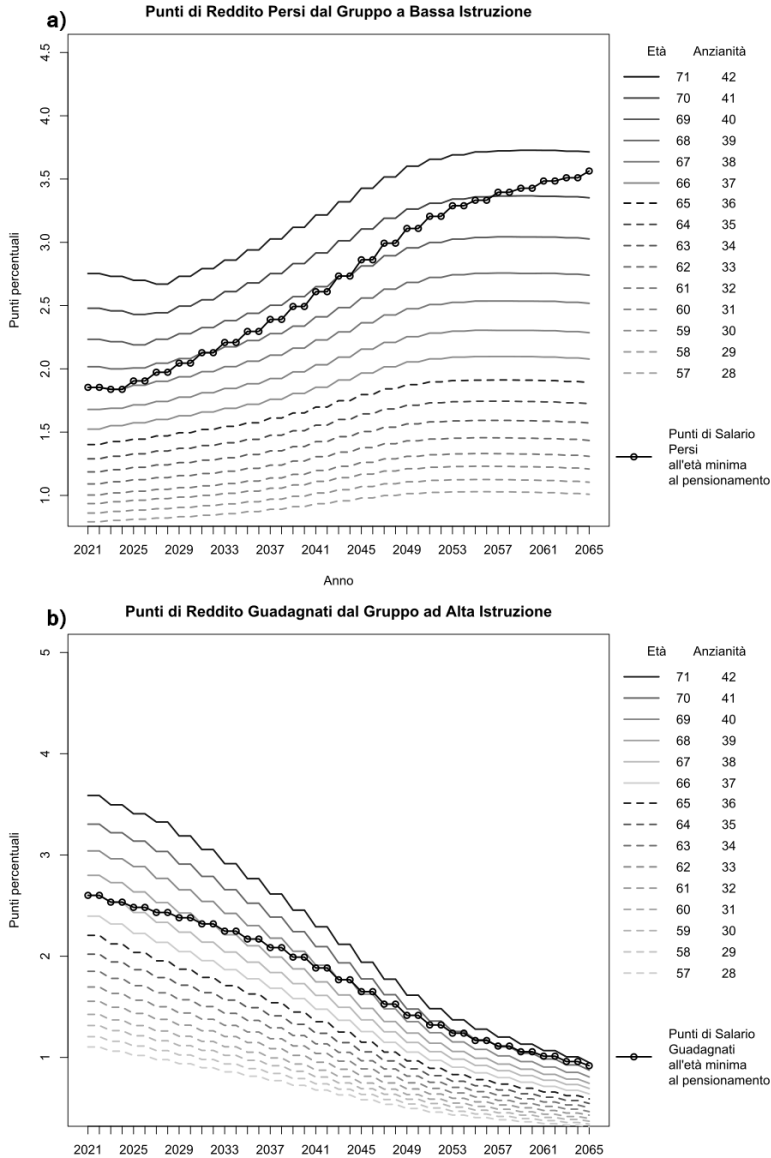 a)
Punti di Reddito Persi dal Gruppo a Bassa Istruzione
Punti percentuali
4.5
4.0
3.5
3.0
2.5
2.0
1.5
1.0
2021 2025 2029 2033 2037 2041 2045 2049 2053 2057 2061 2065
Anno
Età Anzianità
71 42
70 41
69 40
68 39
67 38
66 37
65 36
64 35
63 34
62 33
61 32
60 31
59 30
58 29
57 28
Punti di Salario
Persi
all'età minima
al pensionamento
b)
Punti di Reddito Guadagnati dal Gruppo ad Alta Istruzione
Punti percentuali
5
4
3
2
1
2021 2025 2029 2033 2037 2041 2045 2049 2053 2057 2061 2065
Età Anzianità
71 42
70 41
69 40
68 39
67 38
66 37
65 36
64 35
63 34
62 33
61 32
60 31
59 30
58 29
57 28
Punti di Salario
Guadagnati
all'età minima
al pensionamento